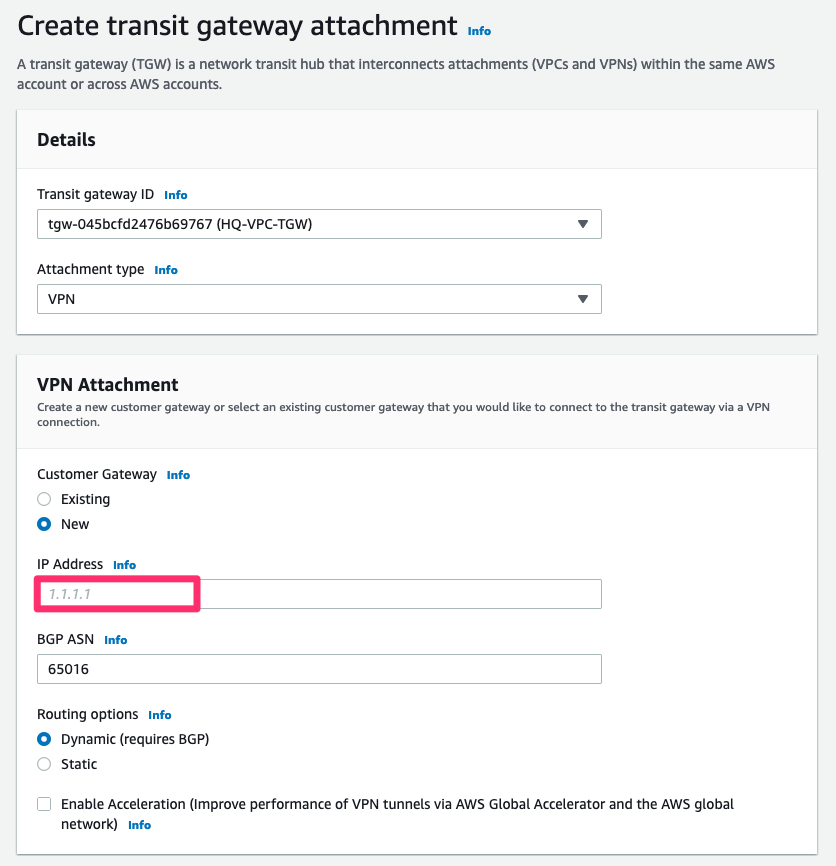 Create transit gateway attachment Info
A transit gateway (TGW) is a network transit hub that interconnects attachments (VPCs and VPNs) within the same AWS
account or across AWS accounts.
Details
Transit gateway ID Info
tgw-045bcfd2476b69767 (HQ-VPC-TGW)
Attachment type Info
VPN
VPN Attachment
Create a new customer gateway or select an existing customer gateway that you would like to connect to the transit gateway via a VPN
connection.
Customer Gateway Info
Existing
New
IP Address Info
1.1.1.1
BGP ASN Info
65016
Routing options Info
Dynamic (requires BGP)
Static
Enable Acceleration (Improve performance of VPN tunnels via AWS Global Accelerator and the AWS global
network) Info